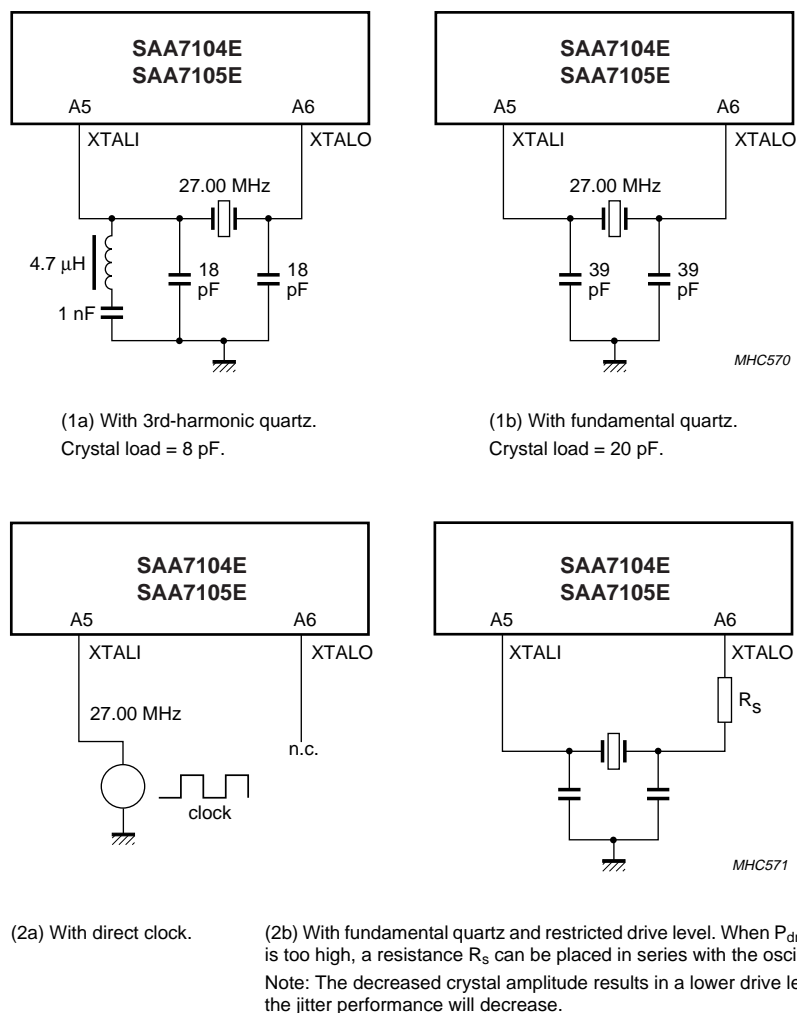 SAA7104E
SAA7105E
A5
A6
XTALI
XTALO
27.00 MHz
4.7 μH
18
pF
18
pF
1 nF
SAA7104E
SAA7105E
A5
A6
XTALI
XTALO
27.00 MHz
39
pF
39
pF
MHC570
(1a) With 3rd-harmonic quartz.
Crystal load = 8 pF.
(1b) With fundamental quartz.
Crystal load = 20 pF.
SAA7104E
SAA7105E
A5
A6
XTALI
XTALO
27.00 MHz
n.c.
clock
SAA7104E
SAA7105E
A5
A6
XTALI
XTALO
Rs
MHC571
(2a) With direct clock.
(2b) With fundamental quartz and restricted drive level. When
is too high, a resistance Rs can be placed in series with the
Note: The decreased crystal amplitude results in a lower drive
the jitter performance will decrease.